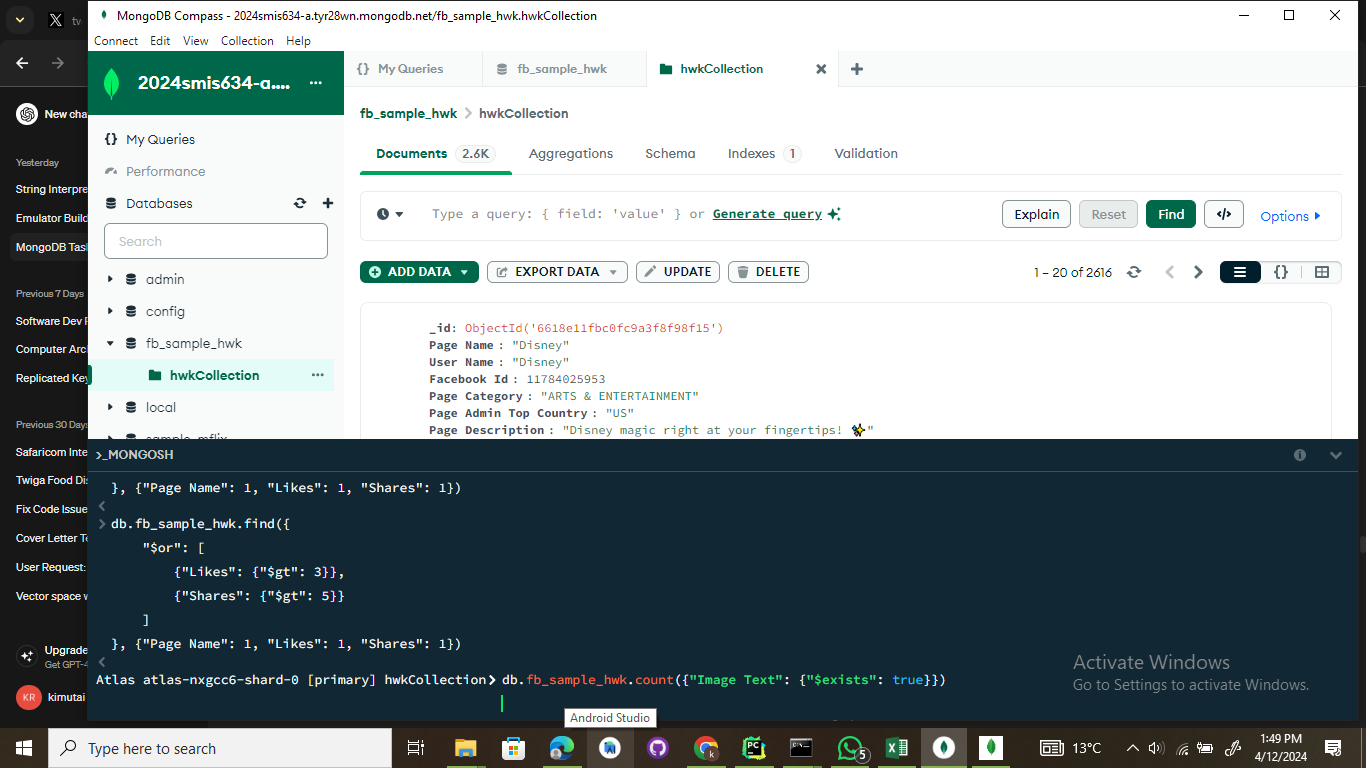 tv
MongoDB Compass - 2024smis634-a.tyr28wn.mongodb.net/fb_sample_hwk.hwkCollection
Connect Edit View Collection Help
2024smis634-a....
{} My Queries
Performance
Databases
Search
admin
config
fb_sample_hwk
hwkCollection
local
New cha
Yesterday
String Interpre
Emulator Build
MongoDB Task
Previous 7 Days
Software Dev P
Computer Arc
Replicated Key
Previous 30 Days
Safaricom Inte
Twiga Food Dis
Fix Code Issue
Cover Letter T
User Request:
Vector space w
Upgrade
Get GPT-4
KR kimutai
{} My Queries fb_sample_hwk hwkCollection
fb_sample_hwk > hwkCollection
Documents 2.6K Aggregations Schema Indexes 1 Validation
Type a query: { field: 'value' } or Generate query
Explain Reset Find </> Options
ADD DATA EXPORT DATA UPDATE DELETE
1 – 20 of 2616
{}
_id: ObjectId('6618e11fbc0fc9a3f8f98f15')
Page Name : "Disney"
User Name : "Disney"
Facebook Id : 11784025953
Page Category : "ARTS & ENTERTAINMENT"
Page Admin Top Country : "US"
Page Description : "Disney magic right at your fingertips! ✨"
>_MONGOSH
}, {"Page Name": 1, "Likes": 1, "Shares": 1})
<
> db.fb_sample_hwk.find({
"$or": [
{"Likes": {"$gt": 3}},
{"Shares": {"$gt": 5}}
]
}, {"Page Name": 1, "Likes": 1, "Shares": 1})
<
Atlas atlas-nxgcc6-shard-0 [primary] hwkCollection> db.fb_sample_hwk.count({"Image Text": {"$exists": true}})
Activate Windows
Go to Settings to activate Windows.
Android Studio
Type here to search
PC
5
13°C
1:49 PM
4/12/2024